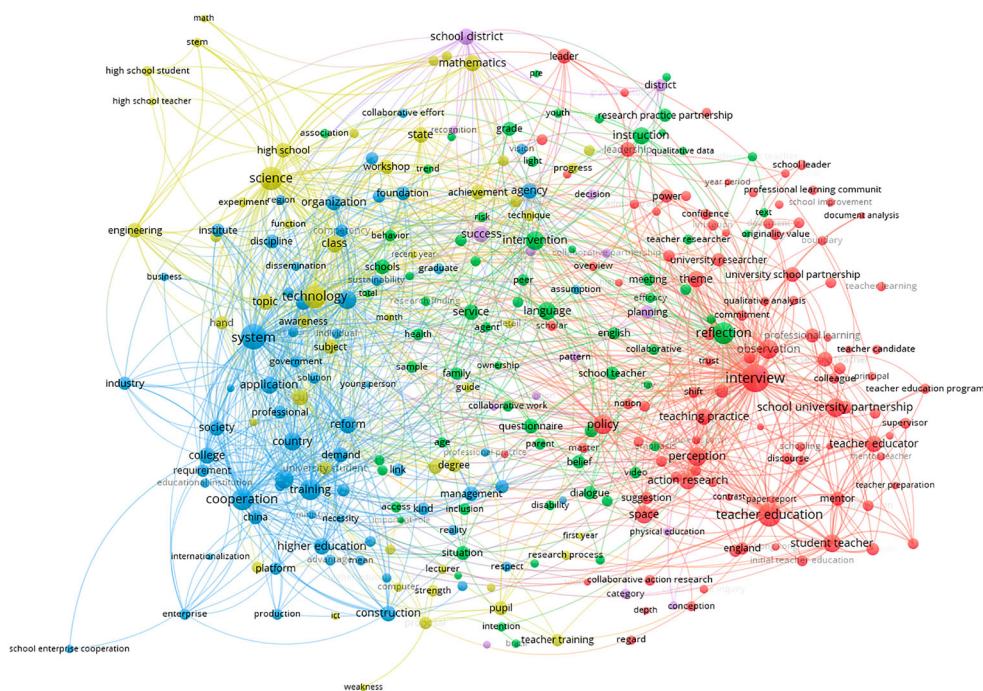 math
stem
school district
mathematics
leader
high school student
pre
district
high school teacher
collaborative effort
youth
research practice partnership
association
recognition
grade
instruction
state
vision
leadership
qualitative data
high school
light
workshop
trend
progress
school leader
science
agency
year period
professional learning communit
organization
foundation
achievement
decision
power
school improvement
experiment
region
risk
technique
confidence
text
document analysis
function
originality value
engineering
institute
competency
behavior
success
intervention
teacher researcher
discipline
class
recent year
collaborative partnership
boundary
university researcher
business
dissemination
schools
graduate
overview
sustainability
peer
assumption
meeting
theme
university school partnership
teacher learning
topic
technology
total
research finding
efficacy
qualitative analysis
service
language
planning
commitment
hand
awareness
individual
month
agent
detail
scholar
english
reflection
professional learning
system
subject
health
collaborative
observation
teacher candidate
government
ownership
pattern
trust
solution
sample
family
school teacher
interview
colleague
principal
industry
application
young person
guide
shift
teacher education program
professional
collaborative work
notion
school university partnership
society
reform
questionnaire
policy
teaching practice
supervisor
country
age
parent
emphasis
teacher educator
college
demand
professional practice
master
perception
schooling
discourse
mentor teacher
requirement
university student
link
degree
belief
video
educational institution
action research
teacher preparation
cooperation
training
management
dialogue
suggestion
contrast
paper report
mentor
china
necessity
access
kind
inclusion
disability
space
teacher education
important role
reality
physical education
higher education
situation
first year
england
student teacher
internationalization
advantage
mean
lecturer
respect
research process
initial teacher education
platform
computer
strength
collaborative action research
category
enterprise
production
ict
construction
pupil
depth
conception
intention
school enterprise cooperation
teacher training
regard
weakness